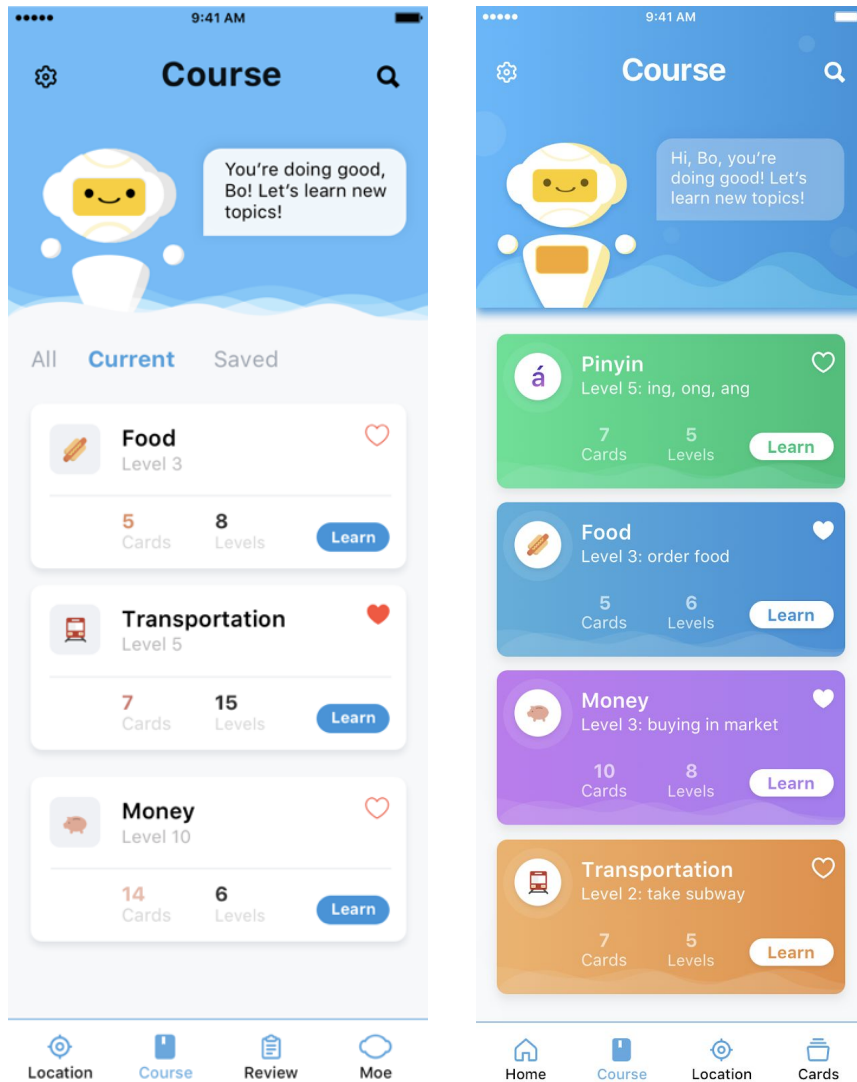 9:41 AM
Course
You're doing good,
Bo! Let's learn new
topics!
All Current Saved
Food
Level 3
5 8
Cards Levels Learn
Transportation
Level 5
7 15
Cards Levels Learn
Money
Level 10
14 6
Cards Levels Learn
Location Course Review Moe
9:41 AM
Course
Hi, Bo, you're
doing good! Let's
learn new topics!
á
Pinyin
Level 5: ing, ong, ang
7 5
Cards Levels Learn
Food
Level 3: order food
5 6
Cards Levels Learn
Money
Level 3: buying in market
10 8
Cards Levels Learn
Transportation
Level 2: take subway
7 5
Cards Levels Learn
Home Course Location Cards